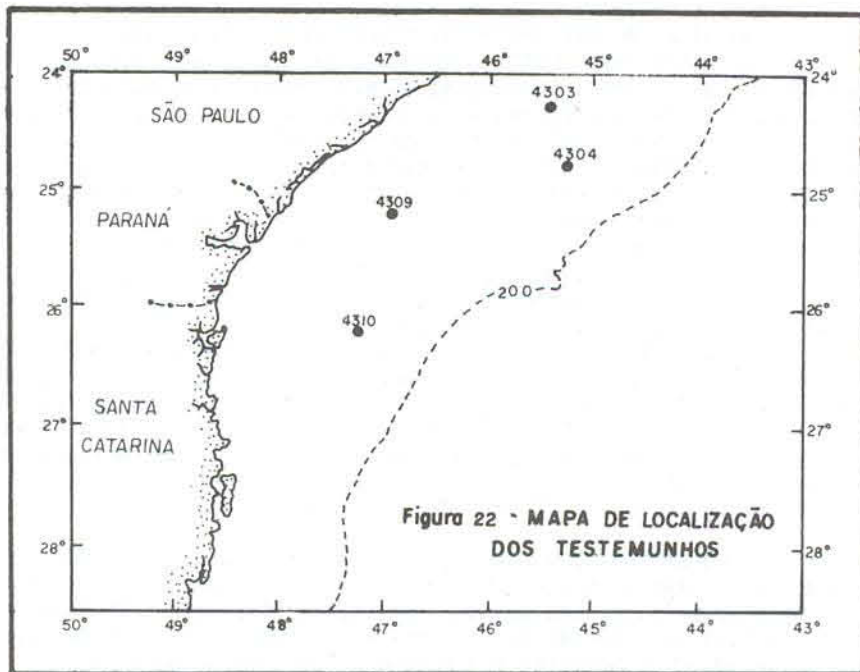 50° 49° 48° 47° 46° 45° 44° 43°
24° 24°
4303
SÃO PAULO
4304
25° 25°
4309
PARANÁ
200
26° 26°
4310
SANTA
CATARINA
27° 27°
Figura 22 - MAPA DE LOCALIZAÇÃO
DOS TESTEMUNHOS
28° 28°
50° 49° 48° 47° 46° 45° 44° 43°